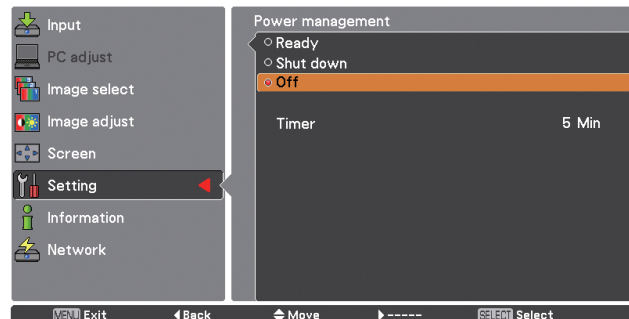 Input
PC adjust
Image select
Image adjust
Screen
Setting
Information
Network
Power management
Ready
Shut down
Off
Timer 5 Min
MENU Exit Back Move ----- SELECT Select